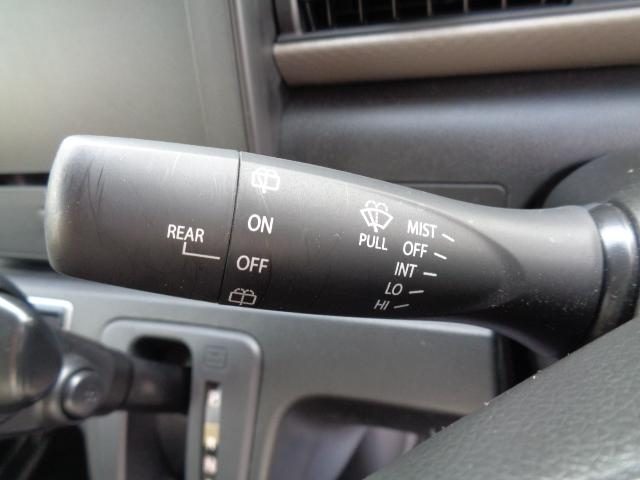 REAR
ON
OFF
PULL
MIST
OFF
INT
LO
HI